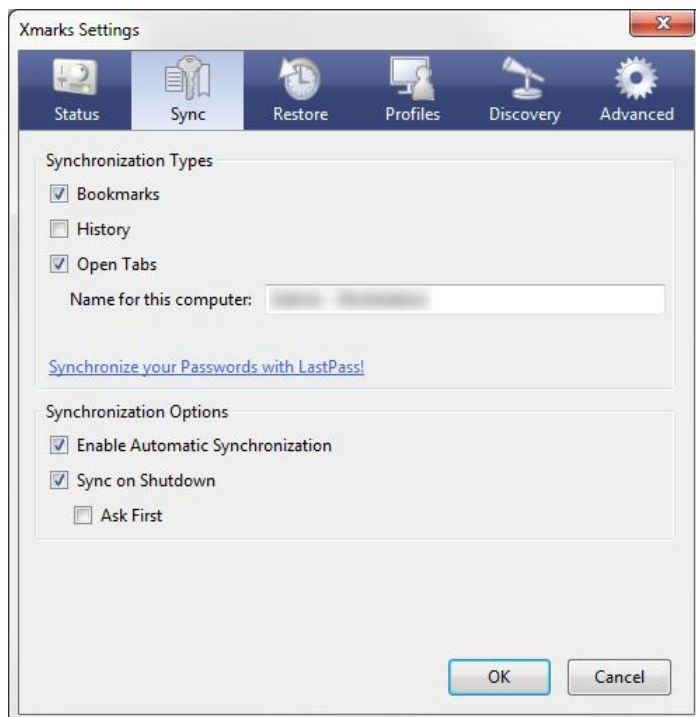 Xmarks Settings
Status Sync Restore Profiles Discovery Advanced
Synchronization Types
Bookmarks
History
Open Tabs
Name for this computer:
Synchronize your Passwords with LastPass!
Synchronization Options
Enable Automatic Synchronization
Sync on Shutdown
Ask First
OK Cancel